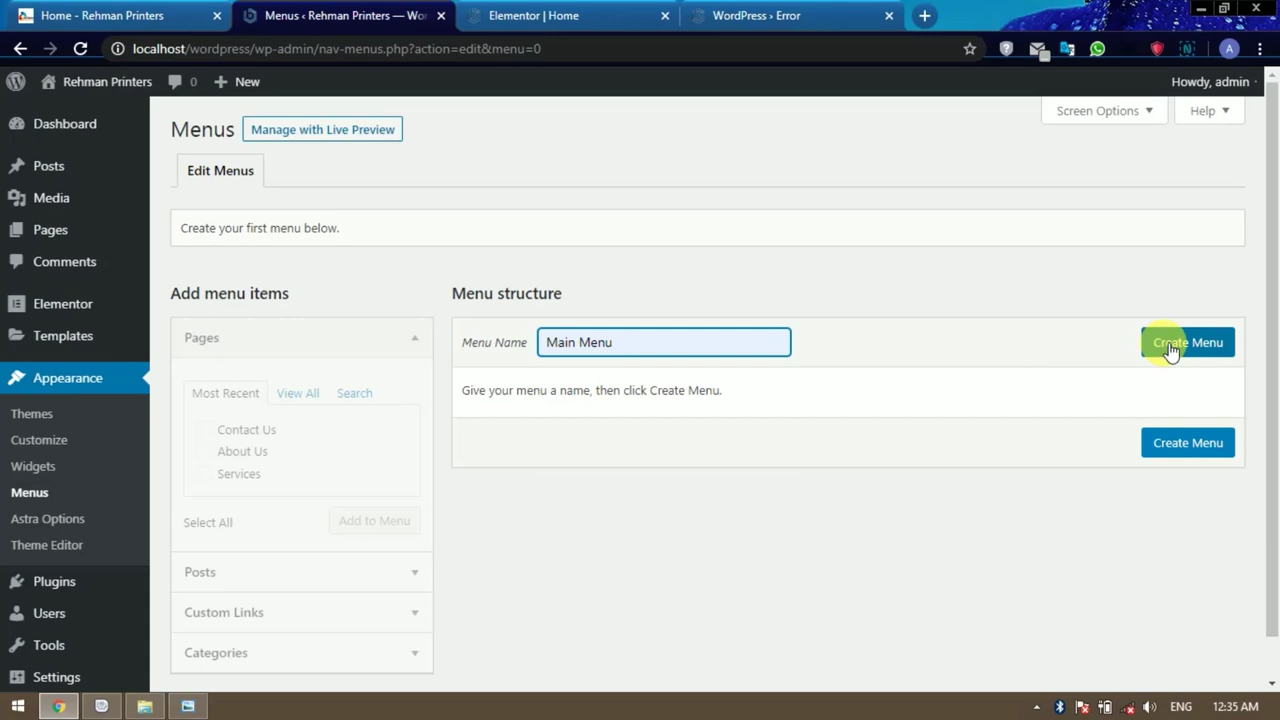 Home - Rehman Printers
Menus ‹ Rehman Printers — Wor
Elementor | Home
WordPress › Error
localhost/wordpress/wp-admin/nav-menus.php?action=edit&menu=0
A
Rehman Printers
0
New
Howdy, admin
Dashboard
Posts
Media
Pages
Comments
Elementor
Templates
Appearance
Themes
Customize
Widgets
Menus
Astra Options
Theme Editor
Plugins
Users
Tools
Settings
Screen Options
Help
Menus
Manage with Live Preview
Edit Menus
Create your first menu below.
Add menu items
Pages
Most Recent
View All
Search
Contact Us
About Us
Services
Select All
Add to Menu
Posts
Custom Links
Categories
Menu structure
Menu Name
Main Menu
Create Menu
Give your menu a name, then click Create Menu.
Create Menu
ENG
12:35 AM